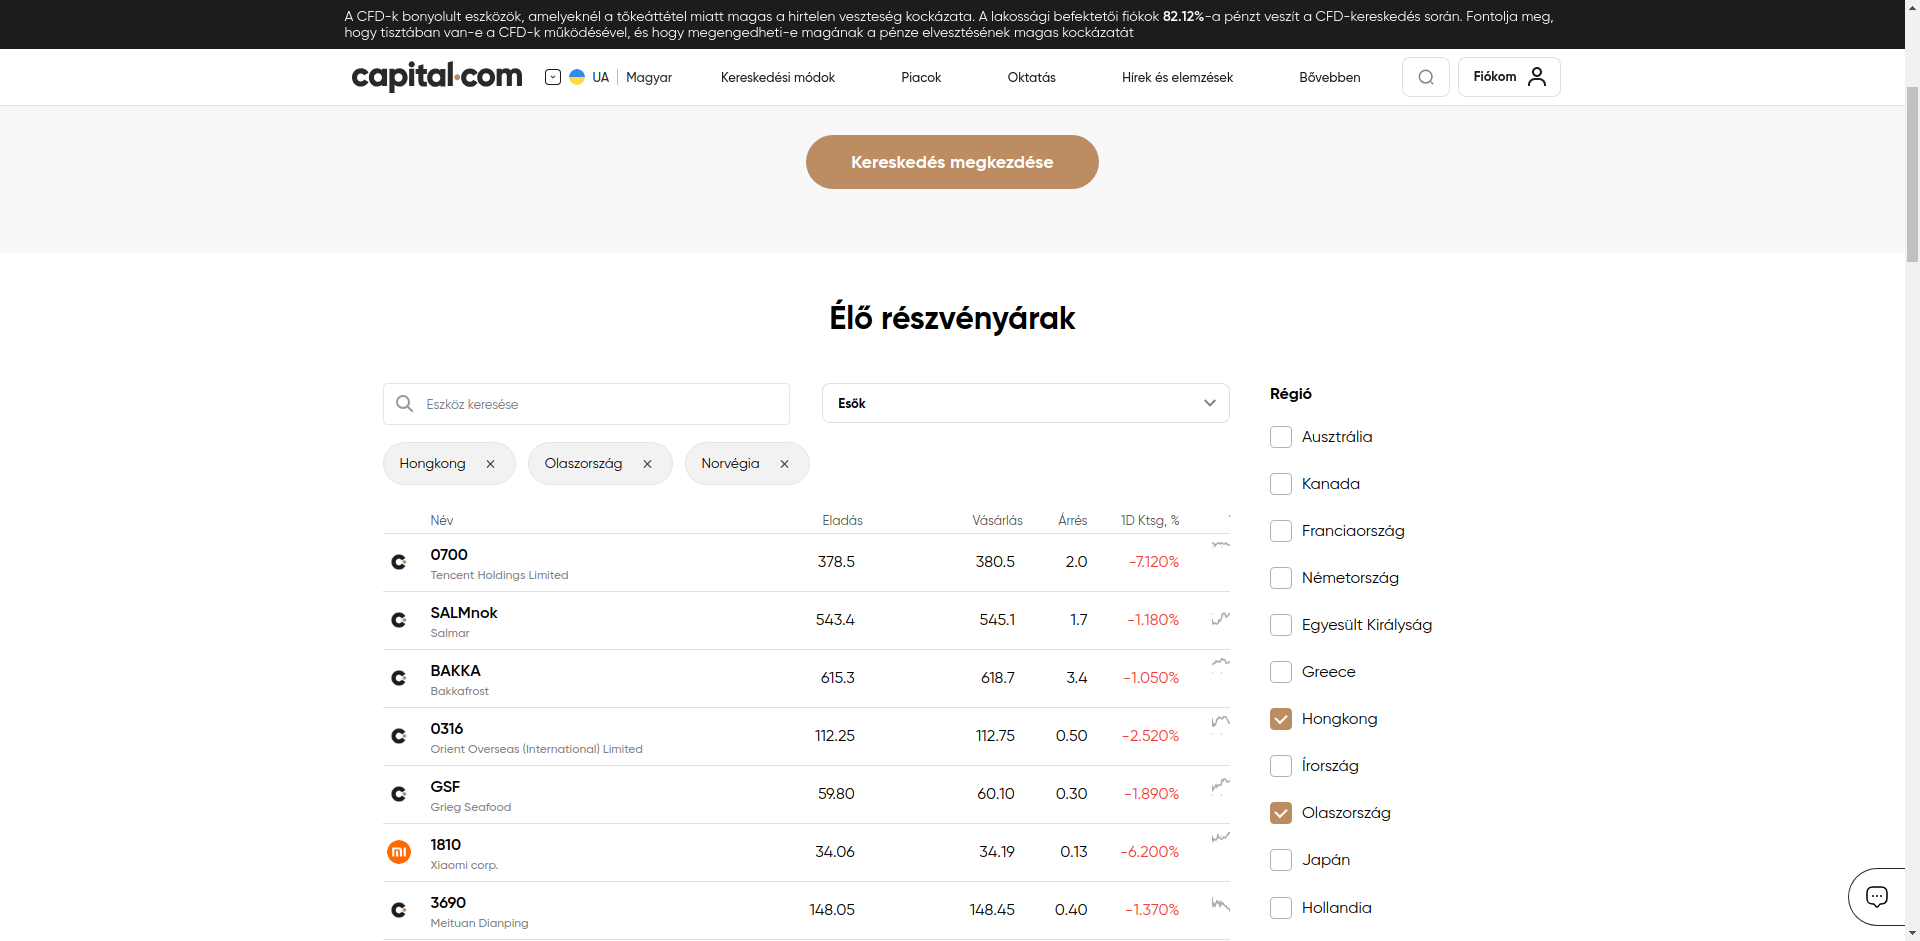 A CFD-k bonyolult eszközök, amelyeknél a tőkeáttétel miatt magas a hirtelen veszteség kockázata. A lakossági befektetői fiókok 82.12%-a pénzt veszít a CFD-kereskedés során. Fontolja meg,
hogy tisztában van-e a CFD-k működésével, és hogy megengedheti-e magának a pénze elvesztésének magas kockázatát
capital.com UA Magyar Kereskedési módok Piacok Oktatás Hírek és elemzések Bővebben Fiókom
Kereskedés megkezdése
Élő részvényárak
Eszköz keresése
Esők
Hongkong × Olaszország × Norvégia ×
Név Eladás Vásárlás Árrés 1D Ktsg, %
0700 378.5 380.5 2.0 -7.120%
Tencent Holdings Limited
SALMnok 543.4 545.1 1.7 -1.180%
Salmar
BAKKA 615.3 618.7 3.4 -1.050%
Bakkafrost
0316 112.25 112.75 0.50 -2.520%
Orient Overseas (International) Limited
GSF 59.80 60.10 0.30 -1.890%
Grieg Seafood
mi 1810 34.06 34.19 0.13 -6.200%
Xiaomi corp.
3690 148.05 148.45 0.40 -1.370%
Meituan Dianping
Régió
Ausztrália
Kanada
Franciaország
Németország
Egyesült Királyság
Greece
Hongkong
Írország
Olaszország
Japán
Hollandia